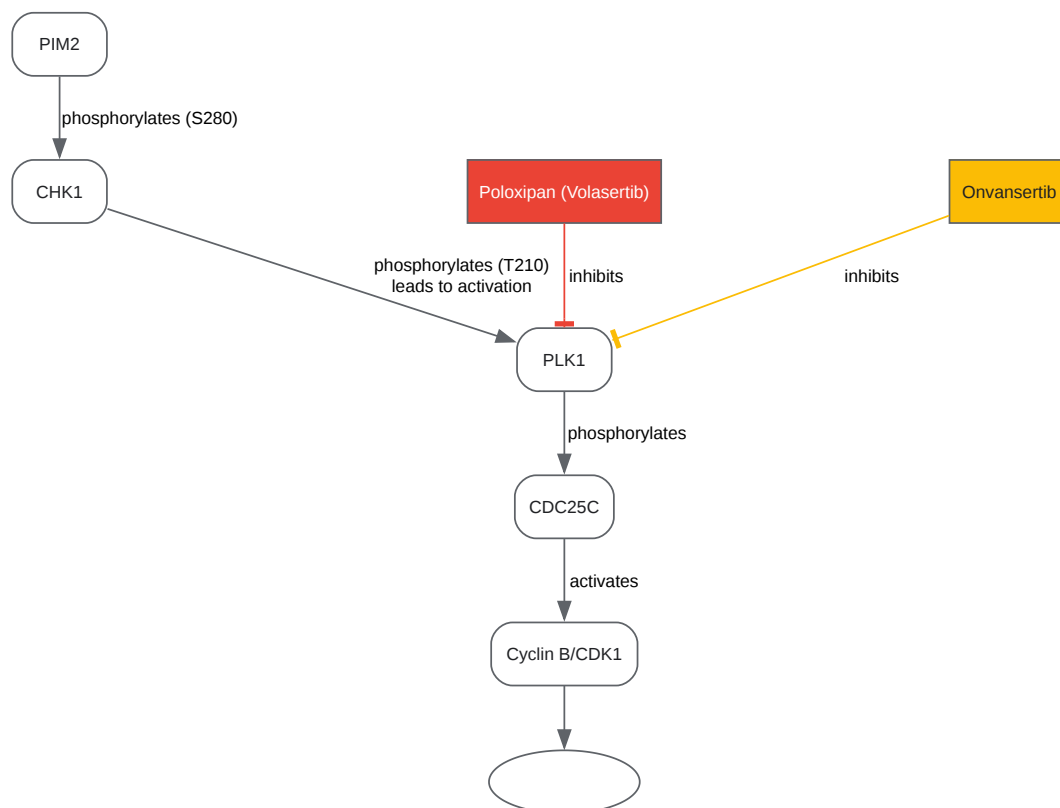 PIM2
phosphorylates (S280)
CHK1
Poloxipan (Volasertib)
Onvansertib
phosphorylates (T210)
leads to activation
inhibits
inhibits
PLK1
phosphorylates
CDC25C
activates
Cyclin B/CDK1